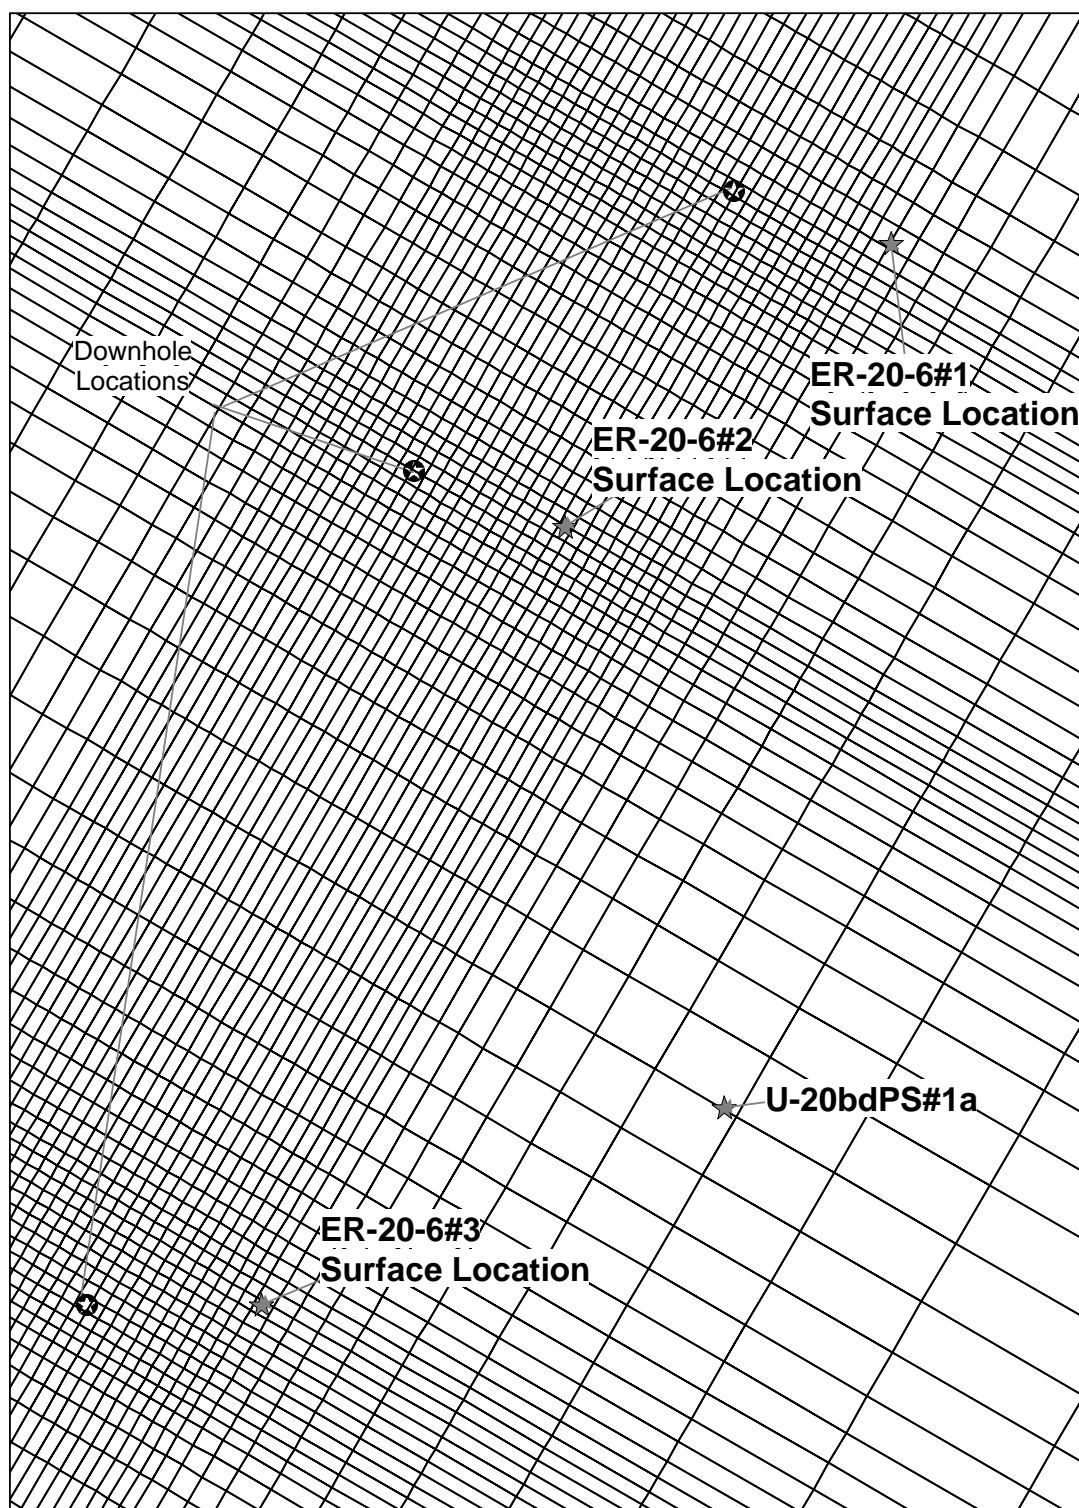 Downhole
Locations
ER-20-6#1
Surface Location
ER-20-6#2
Surface Location
U-20bdPS#1a
ER-20-6#3
Surface Location